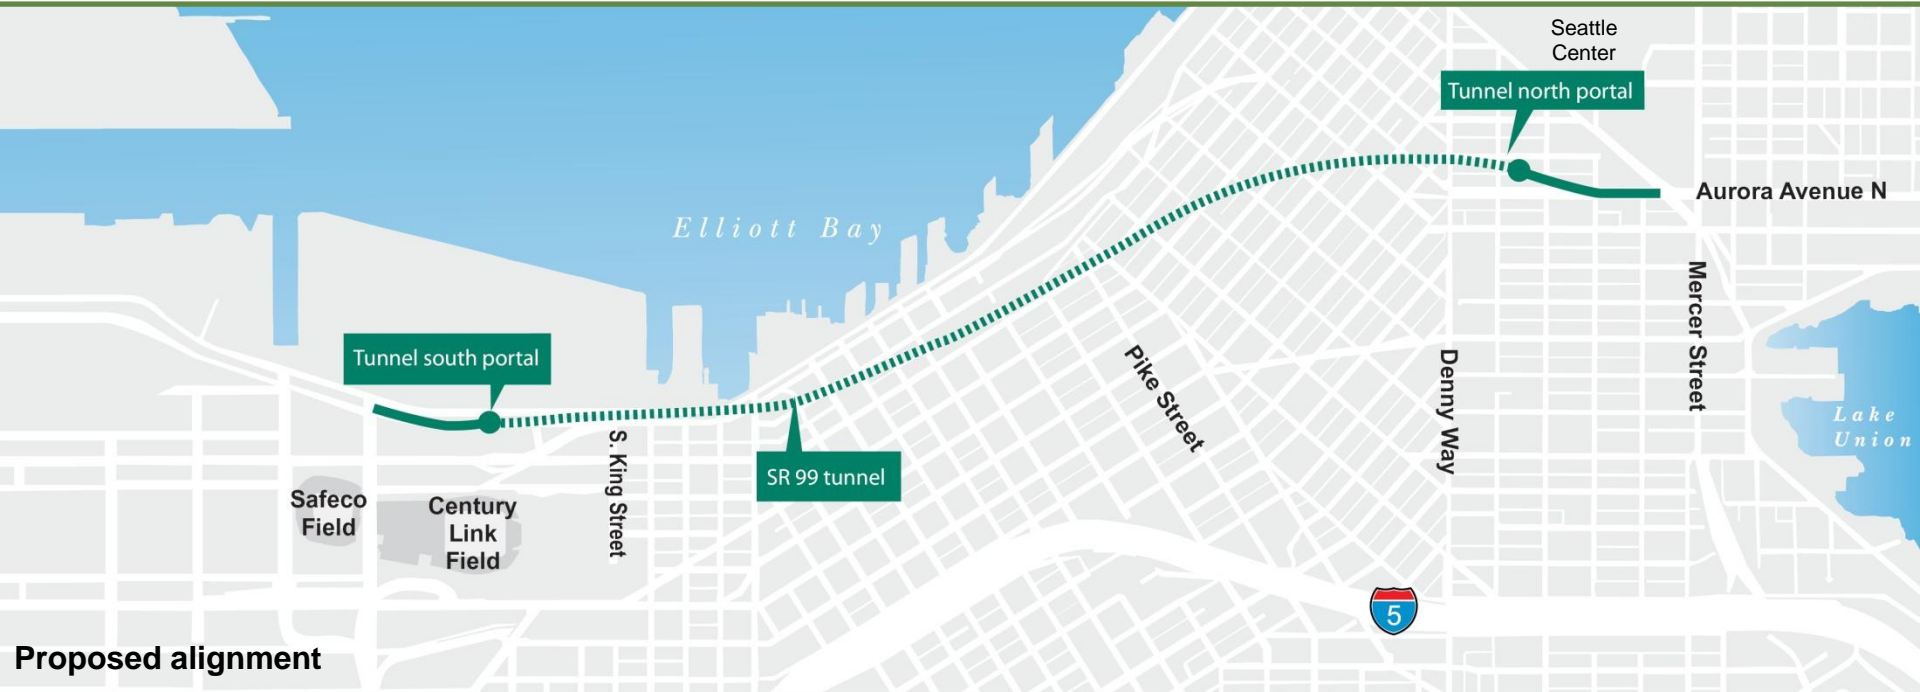 Seattle
Center
Tunnel north portal
Aurora Avenue N
Elliott Bay
Mercer Street
Tunnel south portal
Pike Street
Denny Way
Lake
Union
S. King Street
SR 99 tunnel
Safeco
Field
Century
Link
Field
5
Proposed alignment